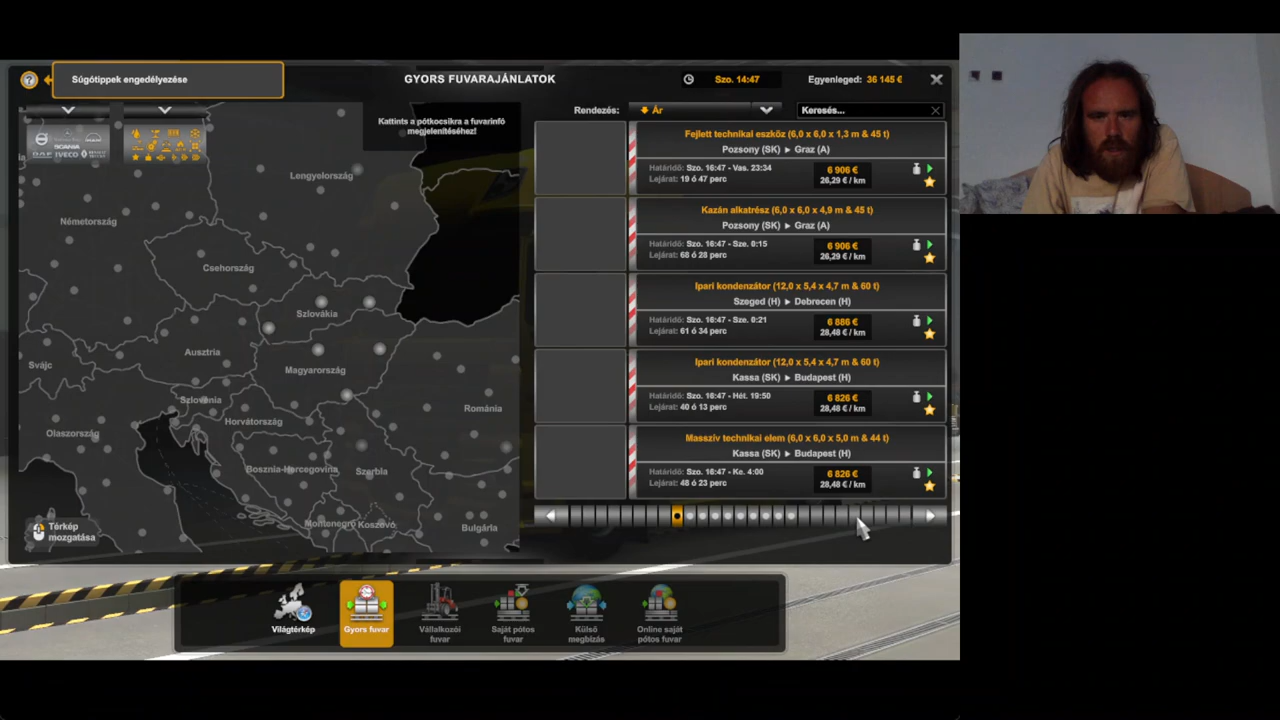 Súgótippek engedélyezése
GYORS FUVARAJÁNLATOK
Szo. 14:47
Egyenleg: 36 145 €
Kattints a pótkocsikra a fuvarinfó
megjelenítéséhez!
Rendezés:
Ár
Keresés...
SCANIA
DAF IVECO
Lengyelország
Németország
Csehország
Szlovákia
Ausztria
Svájc
Magyarország
Szlovénia
Románia
Horvátország
Olaszország
Bosznia-Hercegovina
Szerbia
Montenegró
Koszovó
Bulgária
Térkép
mozgatása
Fejlett technikai eszköz (6,0 x 6,0 x 1,3 m & 45 t)
Pozsony (SK) ▸ Graz (A)
Határidő: Szo. 16:47 - Vas. 23:34
Lejárat: 19 ó 47 perc
6 906 €
26,29 € / km
Kazán alkatrész (6,0 x 6,0 x 4,9 m & 45 t)
Pozsony (SK) ▸ Graz (A)
Határidő: Szo. 16:47 - Sze. 0:15
Lejárat: 68 ó 28 perc
6 906 €
26,29 € / km
Ipari kondenzátor (12,0 x 5,4 x 4,7 m & 60 t)
Szeged (H) ▸ Debrecen (H)
Határidő: Szo. 16:47 - Sze. 0:21
Lejárat: 61 ó 34 perc
6 886 €
28,48 € / km
Ipari kondenzátor (12,0 x 5,4 x 4,7 m & 60 t)
Kassa (SK) ▸ Budapest (H)
Határidő: Szo. 16:47 - Hét. 19:50
Lejárat: 40 ó 13 perc
6 826 €
28,48 € / km
Masszív technikai elem (6,0 x 6,0 x 5,0 m & 44 t)
Kassa (SK) ▸ Budapest (H)
Határidő: Szo. 16:47 - Ke. 4:00
Lejárat: 48 ó 23 perc
6 826 €
28,48 € / km
Világtérkép
Gyors fuvar
Vállalkozói
fuvar
Saját pótos
fuvar
Külső
megbízás
Online saját
pótos fuvar